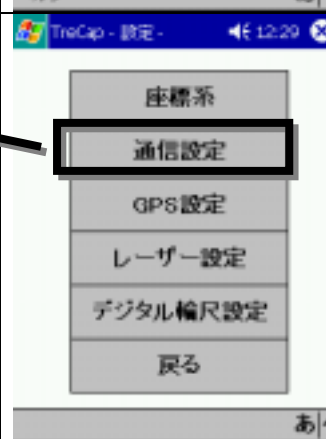 TreCap - 設定 - 12:29
座標系
通信設定
GPS設定
レーザー設定
デジタル輪尺設定
戻る
あ